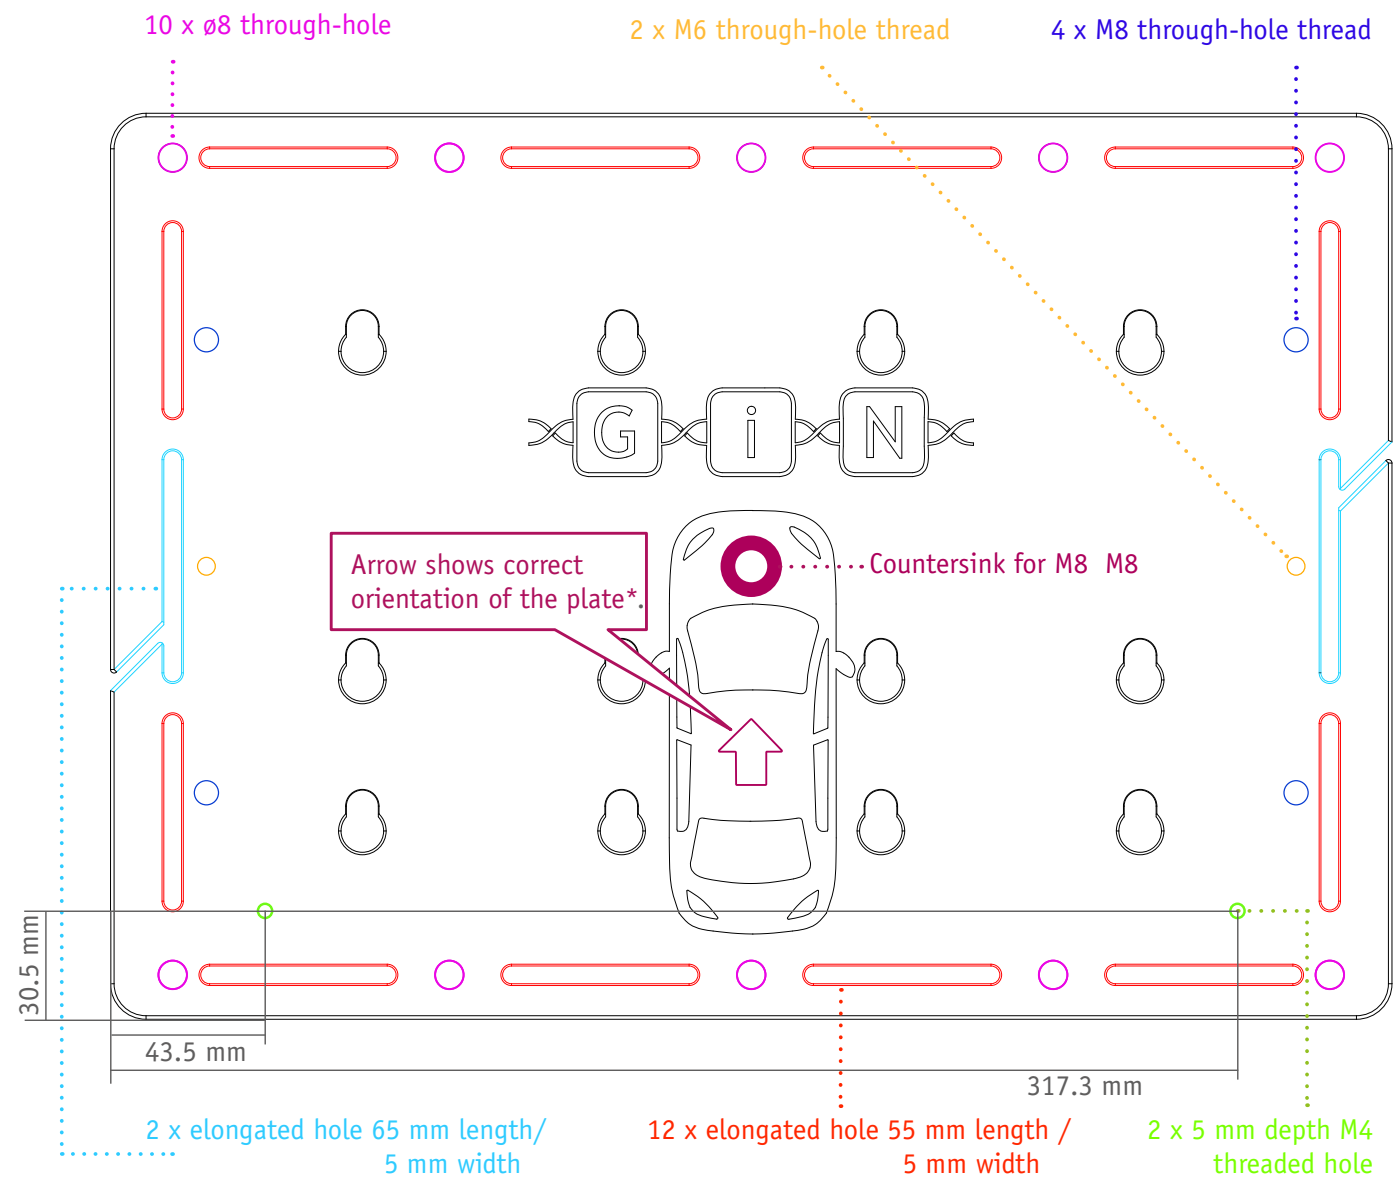 10 x ø8 through-hole
2 x M6 through-hole thread
4 x M8 through-hole thread
G i N
Arrow shows correct
orientation of the plate*.
Countersink for M8 M8
30.5 mm
43.5 mm
317.3 mm
2 x elongated hole 65 mm length/
5 mm width
12 x elongated hole 55 mm length /
5 mm width
2 x 5 mm depth M4
threaded hole